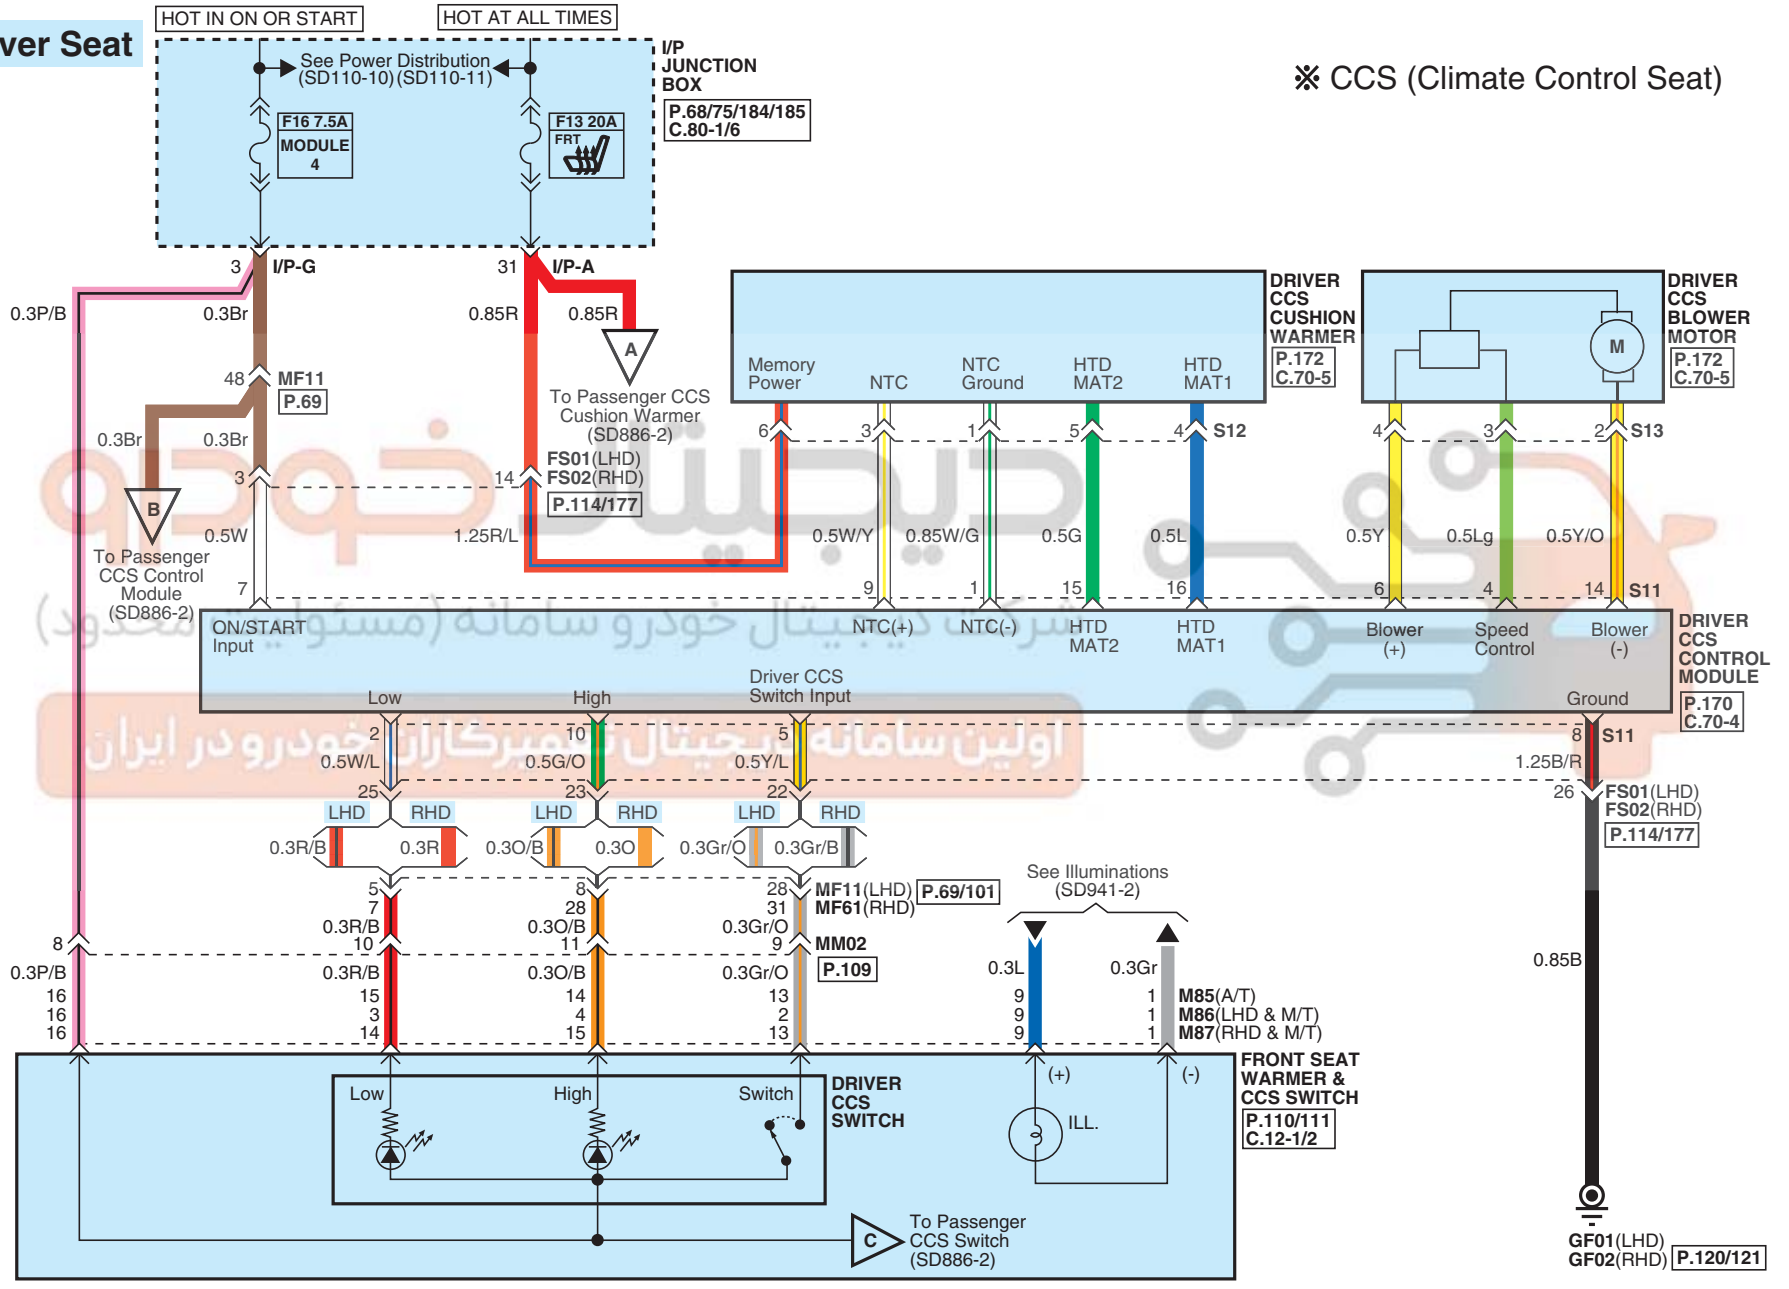 ver Seat
HOT IN ON OR START
HOT AT ALL TIMES
※ CCS (Climate Control Seat)
See Power Distribution
(SD110-10)(SD110-11)
I/P
JUNCTION
BOX
P.68/75/184/185
C.80-1/6
F16 7.5A
MODULE
4
F13 20A
FRT
3
I/P-G
31
I/P-A
0.3P/B
0.3Br
0.85R
0.85R
A
To Passenger CCS
Cushion Warmer
(SD886-2)
48
MF11
P.69
0.3Br
0.3Br
3
14
FS01(LHD)
FS02(RHD)
P.114/177
B
To Passenger
CCS Control
Module
(SD886-2)
0.5W
1.25R/L
7
DRIVER
CCS
CUSHION
WARMER
P.172
C.70-5
Memory
Power
NTC
NTC
Ground
HTD
MAT2
HTD
MAT1
6
3
1
5
4
S12
DRIVER
CCS
BLOWER
MOTOR
P.172
C.70-5
M
4
3
2
S13
دیجیتال خودرو
0.5W/Y
0.85W/G
0.5G
0.5L
0.5Y
0.5Lg
0.5Y/O
9
1
15
16
6
4
14
S11
شرکت دیجیتال خودرو سامانه (مسئولیت محدود)
ON/START
Input
NTC(+)
NTC(-)
HTD
MAT2
HTD
MAT1
Blower
(+)
Speed
Control
Blower
(-)
DRIVER
CCS
CONTROL
MODULE
P.170
C.70-4
Low
High
Driver CCS
Switch Input
Ground
2
10
5
8
S11
اولین سامانه دیجیتال تعمیرکاران خودرو در ایران
0.5W/L
0.5G/O
0.5Y/L
1.25B/R
25
23
22
26
FS01(LHD)
FS02(RHD)
P.114/177
LHD
RHD
LHD
RHD
LHD
RHD
0.3R/B
0.3R
0.3O/B
0.3O
0.3Gr/O
0.3Gr/B
5
8
28
MF11(LHD)
P.69/101
7
28
31
MF61(RHD)
0.3R/B
0.3O/B
0.3Gr/O
8
10
11
9
MM02
P.109
0.3P/B
0.3R/B
0.3O/B
0.3Gr/O
See Illuminations
(SD941-2)
0.3L
0.3Gr
0.85B
16
15
14
13
9
1
M85(A/T)
16
3
4
2
9
1
M86(LHD & M/T)
16
14
15
13
9
1
M87(RHD & M/T)
FRONT SEAT
WARMER &
CCS SWITCH
P.110/111
C.12-1/2
Low
High
Switch
DRIVER
CCS
SWITCH
(+)
(-)
ILL.
C
To Passenger
CCS Switch
(SD886-2)
GF01(LHD)
GF02(RHD)
P.120/121